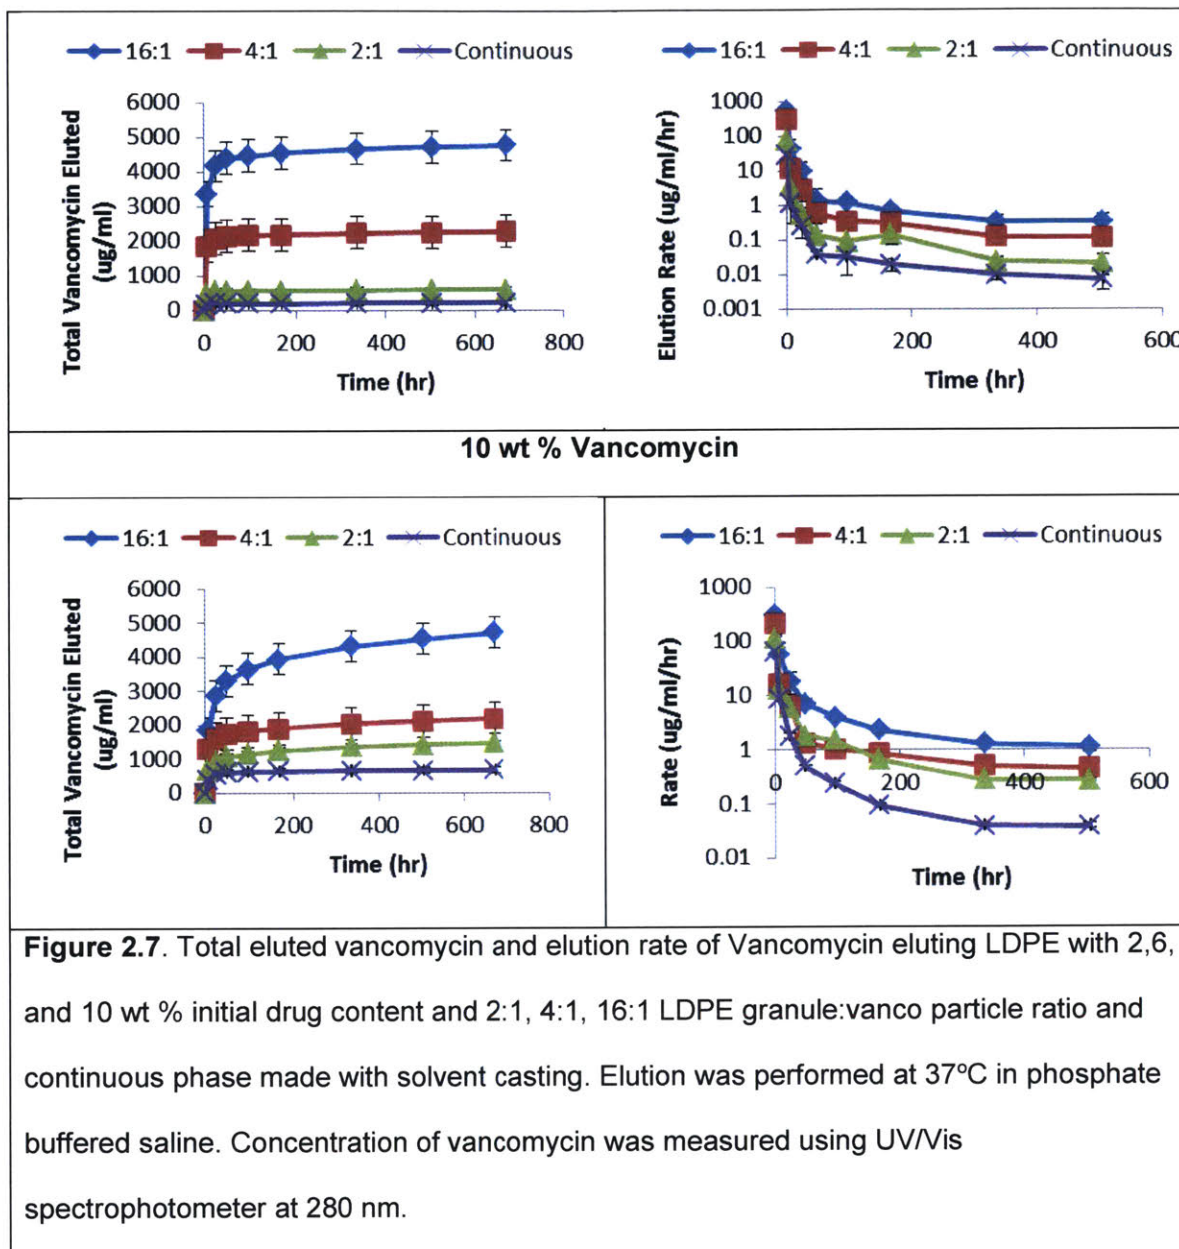 16:1 4:1 2:1 Continuous
6000
5000
4000
3000
2000
1000
0
0 200 400 600 800
Total Vancomycin Eluted
(ug/ml)
Time (hr)
16:1 4:1 2:1 Continuous
1000
100
10
1
0.1
0.01
0.001
0 200 400 600
Elution Rate (ug/ml/hr)
Time (hr)
10 wt % Vancomycin
16:1 4:1 2:1 Continuous
6000
5000
4000
3000
2000
1000
0
0 200 400 600 800
Total Vancomycin Eluted
(ug/ml)
Time (hr)
16:1 4:1 2:1 Continuous
1000
100
10
1
0.1
0.01
0 200 400 600
Rate (ug/ml/hr)
Time (hr)
Figure 2.7. Total eluted vancomycin and elution rate of Vancomycin eluting LDPE with 2,6,
and 10 wt % initial drug content and 2:1, 4:1, 16:1 LDPE granule:vanco particle ratio and
continuous phase made with solvent casting. Elution was performed at 37ºC in phosphate
buffered saline. Concentration of vancomycin was measured using UV/Vis
spectrophotometer at 280 nm.